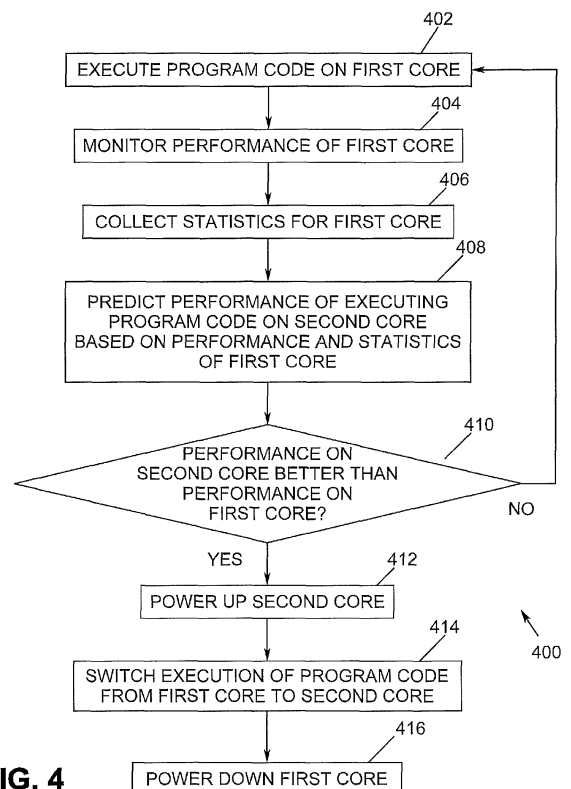 402
EXECUTE PROGRAM CODE ON FIRST CORE
404
MONITOR PERFORMANCE OF FIRST CORE
406
COLLECT STATISTICS FOR FIRST CORE
408
PREDICT PERFORMANCE OF EXECUTING
PROGRAM CODE ON SECOND CORE
BASED ON PERFORMANCE AND STATISTICS
OF FIRST CORE
410
PERFORMANCE ON
SECOND CORE BETTER THAN
PERFORMANCE ON
FIRST CORE?
NO
YES
412
POWER UP SECOND CORE
414
SWITCH EXECUTION OF PROGRAM CODE
FROM FIRST CORE TO SECOND CORE
400
416
POWER DOWN FIRST CORE
IG. 4